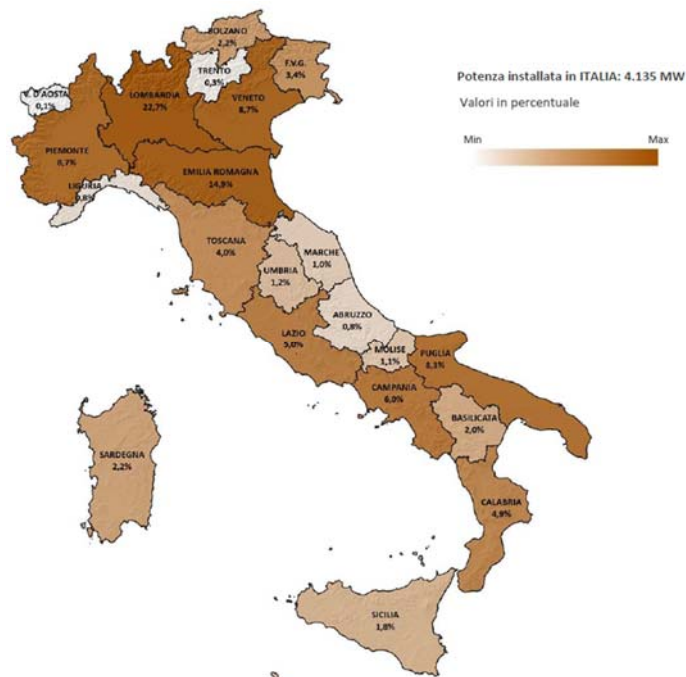 BOLZANO
2,2%
TRENTO
0,3%
F.V.G.
3,4%
V. D'AOSTA
0,1%
LOMBARDIA
22,7%
VENETO
8,7%
PIEMONTE
8,7%
LIGURIA
0,8%
EMILIA ROMAGNA
14,9%
TOSCANA
4,0%
MARCHE
1,0%
UMBRIA
1,2%
ABRUZZO
0,8%
LAZIO
5,0%
MOLISE
1,1%
PUGLIA
8,3%
CAMPANIA
6,0%
BASILICATA
2,0%
SARDEGNA
2,2%
CALABRIA
4,9%
SICILIA
1,8%
Potenza installata in ITALIA: 4.135 MW
Valori in percentuale
Min Max